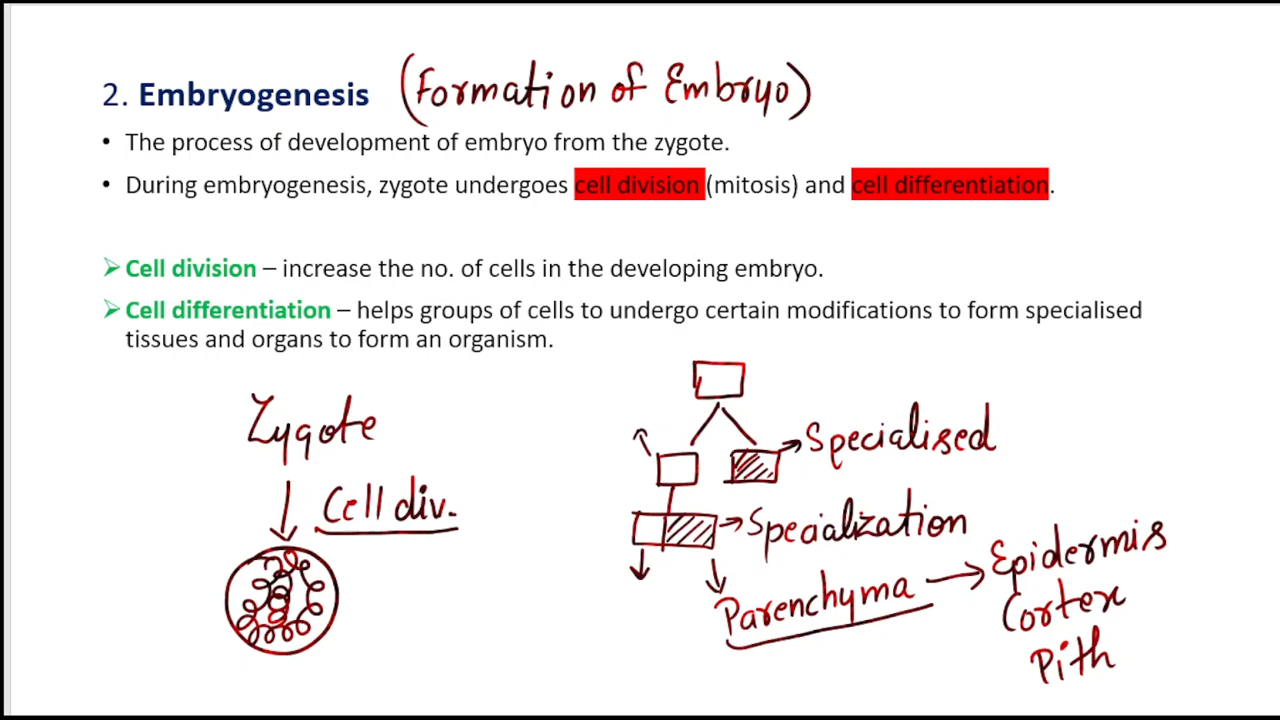 2. Embryogenesis (Formation of Embryo)
• The process of development of embryo from the zygote.
• During embryogenesis, zygote undergoes cell division (mitosis) and cell differentiation.
➢ Cell division – increase the no. of cells in the developing embryo.
➢ Cell differentiation – helps groups of cells to undergo certain modifications to form specialised
tissues and organs to form an organism.
Zygote
Cell div.
Specialised
Specialization
Parenchyma → Epidermis
Cortex
Pith